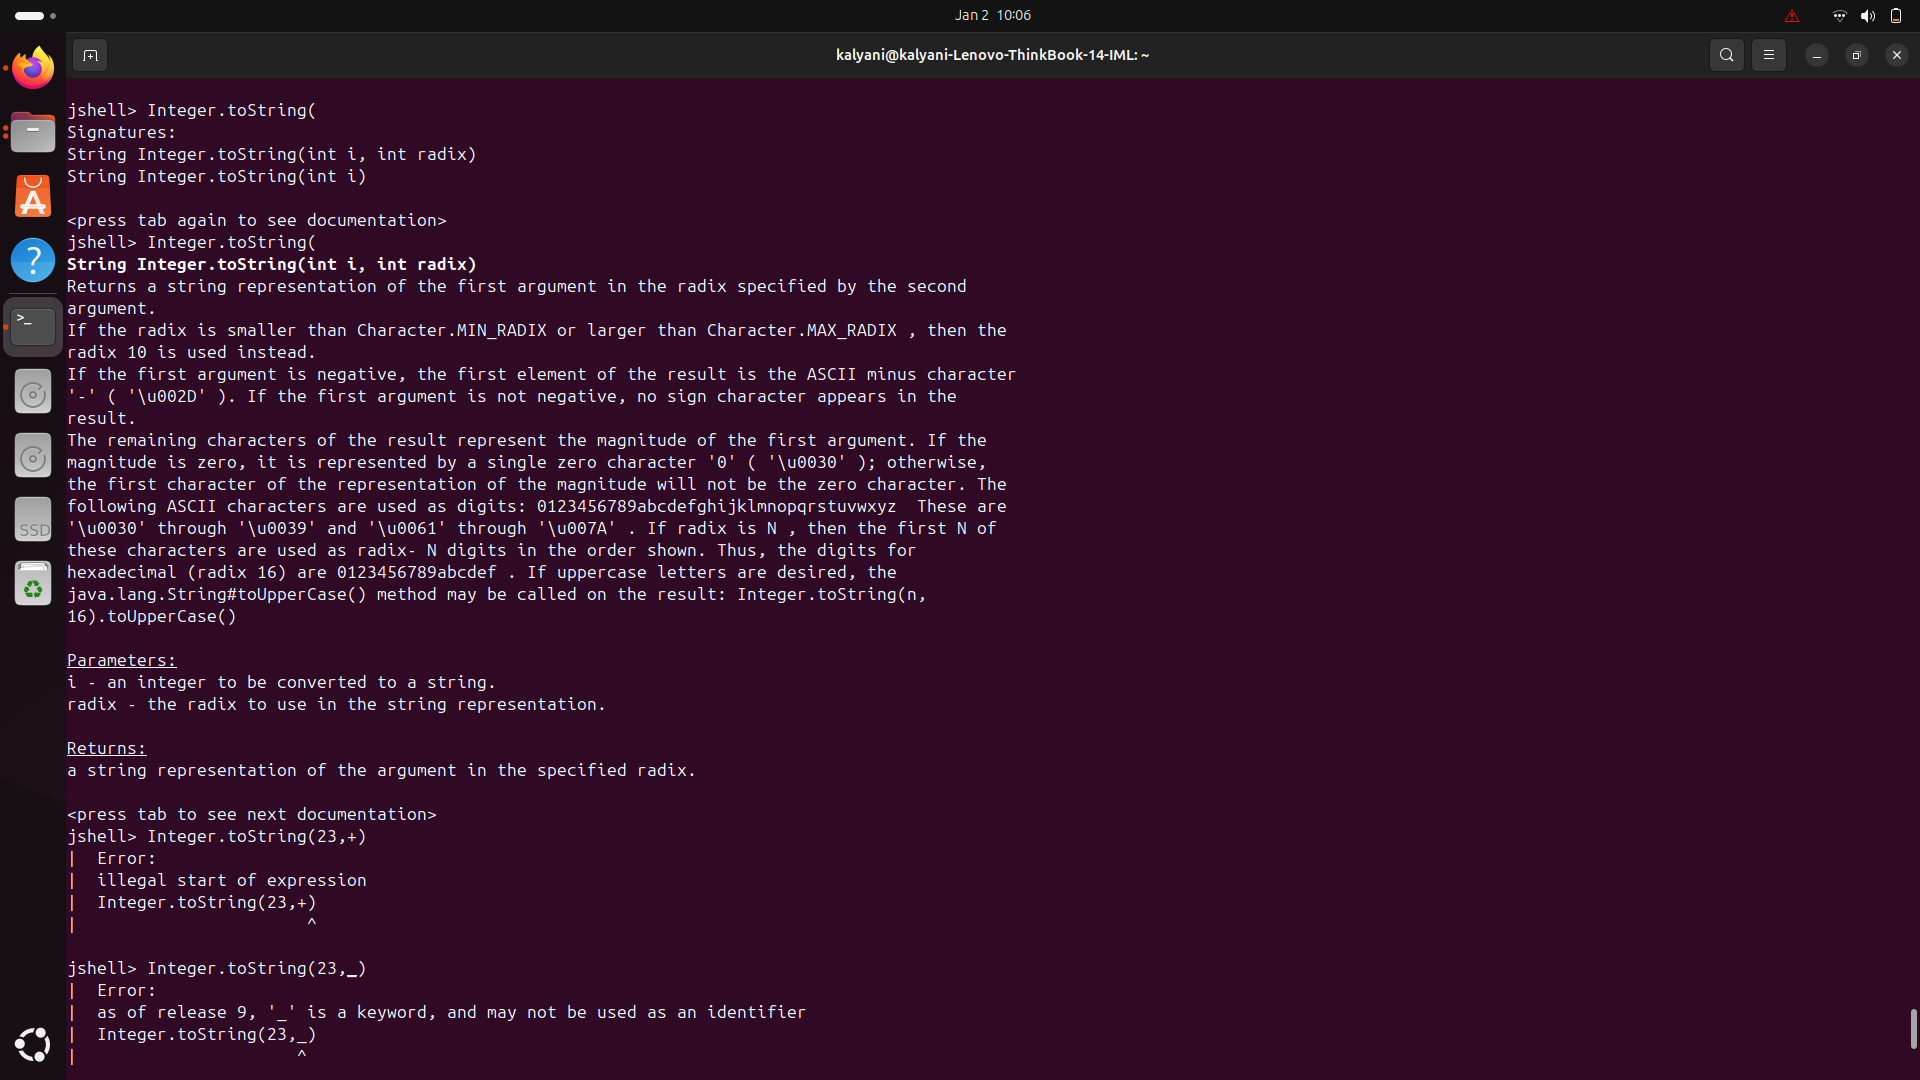 Jan 2 10:06
kalyani@kalyani-Lenovo-ThinkBook-14-IML: ~
jshell> Integer.toString(
Signatures:
String Integer.toString(int i, int radix)
String Integer.toString(int i)
<press tab again to see documentation>
jshell> Integer.toString(
String Integer.toString(int i, int radix)
Returns a string representation of the first argument in the radix specified by the second
argument.
If the radix is smaller than Character.MIN_RADIX or larger than Character.MAX_RADIX , then the
radix 10 is used instead.
If the first argument is negative, the first element of the result is the ASCII minus character
'-' ( '\u002D' ). If the first argument is not negative, no sign character appears in the
result.
The remaining characters of the result represent the magnitude of the first argument. If the
magnitude is zero, it is represented by a single zero character '0' ( '\u0030' ); otherwise,
the first character of the representation of the magnitude will not be the zero character. The
following ASCII characters are used as digits: 0123456789abcdefghijklmnopqrstuvwxyz  These are
'\u0030' through '\u0039' and '\u0061' through '\u007A' . If radix is N , then the first N of
these characters are used as radix- N digits in the order shown. Thus, the digits for
hexadecimal (radix 16) are 0123456789abcdef . If uppercase letters are desired, the
java.lang.String#toUpperCase() method may be called on the result: Integer.toString(n,
16).toUpperCase()
Parameters:
i - an integer to be converted to a string.
radix - the radix to use in the string representation.
Returns:
a string representation of the argument in the specified radix.
<press tab to see next documentation>
jshell> Integer.toString(23,+)
|  Error:
|  illegal start of expression
|  Integer.toString(23,+)
|                       ^
jshell> Integer.toString(23,_)
|  Error:
|  as of release 9, '_' is a keyword, and may not be used as an identifier
|  Integer.toString(23,_)
|                      ^
SSD